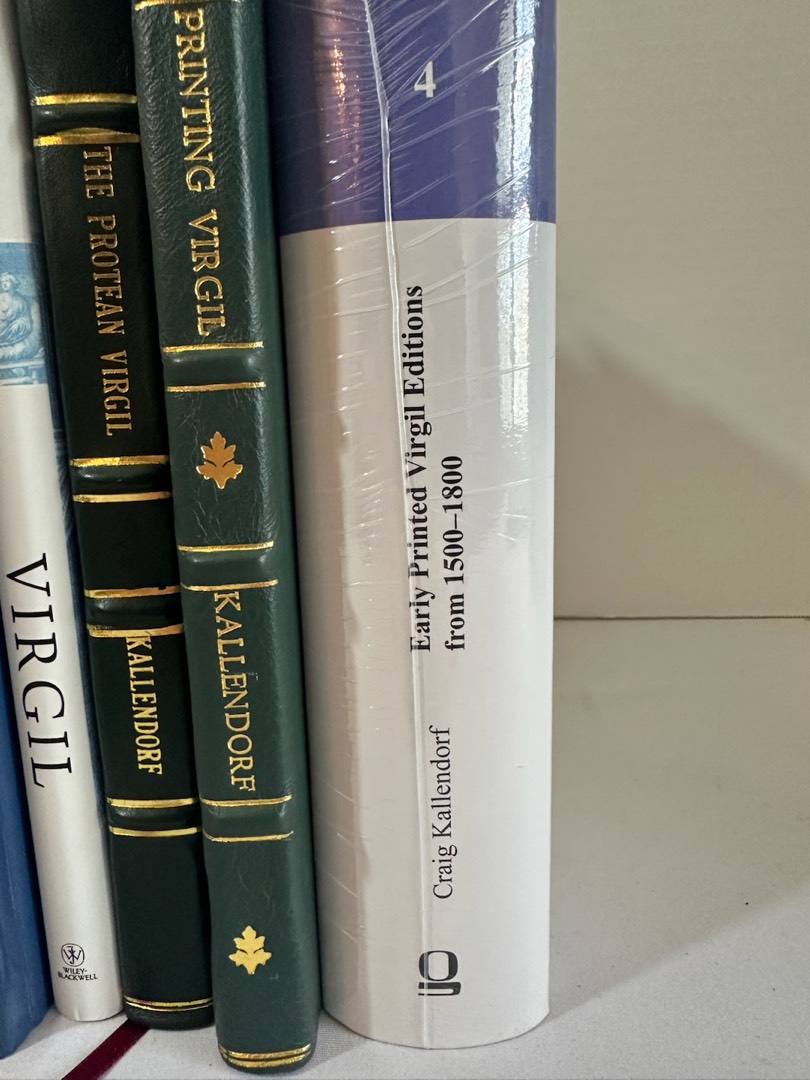 VIRGIL
WILEY-
BLACKWELL
THE PROTEAN VIRGIL
KALLENDORF
PRINTING VIRGIL
KALLENDORF
4
Early Printed Virgil Editions
from 1500–1800
Craig Kallendorf